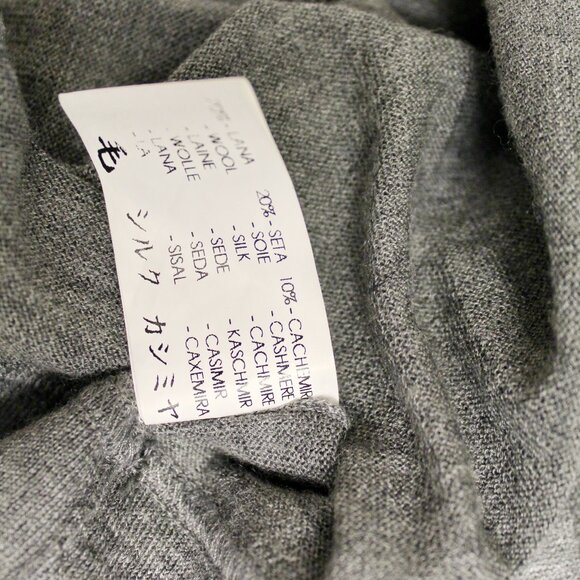 70% - LANA
- WOOL
- LAINE
- WOLLE
- LANA
毛
20% - SETA
- SILK
- SOIE
- SEDE
- SEDA
- SISAL
シルク
10% - CACHEMIR
- CASHMERE
- CACHMIRE
- KASCHMIR
- CASIMIR
- CAXEMIRA
カシミヤ